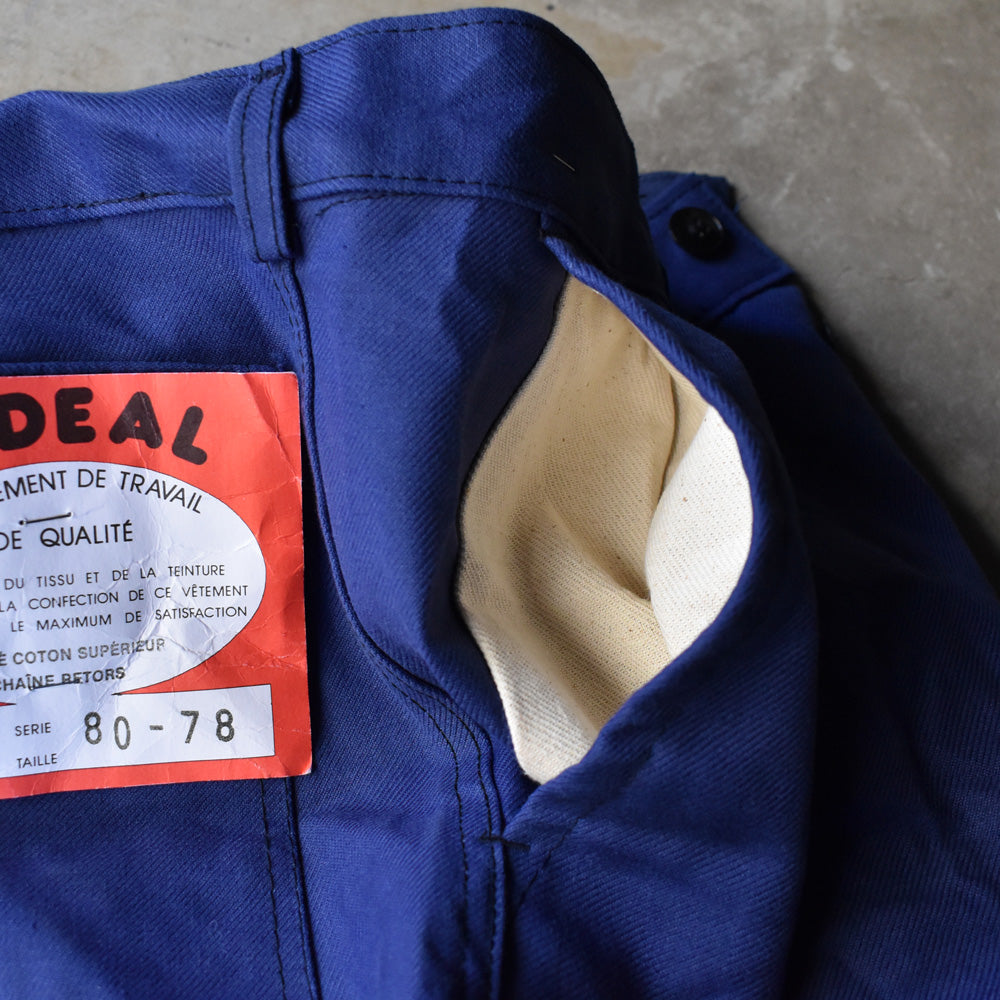 DEAL
EMENT DE TRAVAIL
DE QUALITÉ
DU TISSU ET DE LA TEINTURE
LA CONFECTION DE CE VÊTEMENT
LE MAXIMUM DE SATISFACTION
É COTON SUPÉRIEUR
CHAÎNE RETORS
SERIE 80-78
TAILLE